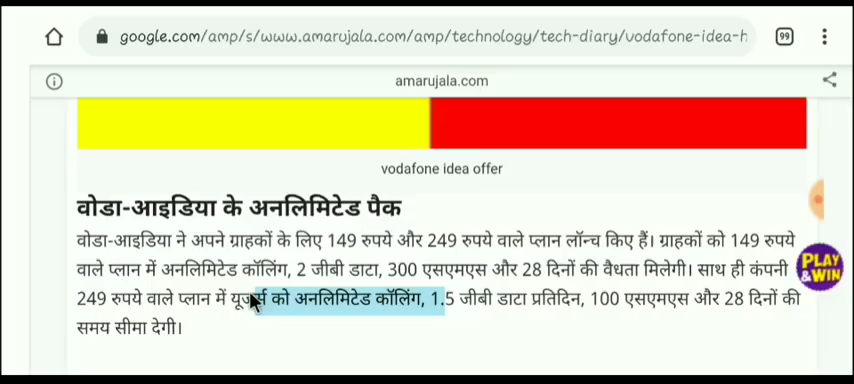 google.com/amp/s/www.amarujala.com/amp/technology/tech-diary/vodafone-idea-h
99
amarujala.com
vodafone idea offer
वोडा-आइडिया के अनलिमिटेड पैक
वोडा-आइडिया ने अपने ग्राहकों के लिए 149 रुपये और 249 रुपये वाले प्लान लॉन्च किए हैं। ग्राहकों को 149 रुपये
वाले प्लान में अनलिमिटेड कॉलिंग, 2 जीबी डाटा, 300 एसएमएस और 28 दिनों की वैधता मिलेगी। साथ ही कंपनी
PLAY
&WIN
249 रुपये वाले प्लान में यूजर्स को अनलिमिटेड कॉलिंग, 1.5 जीबी डाटा प्रतिदिन, 100 एसएमएस और 28 दिनों की
समय सीमा देगी।